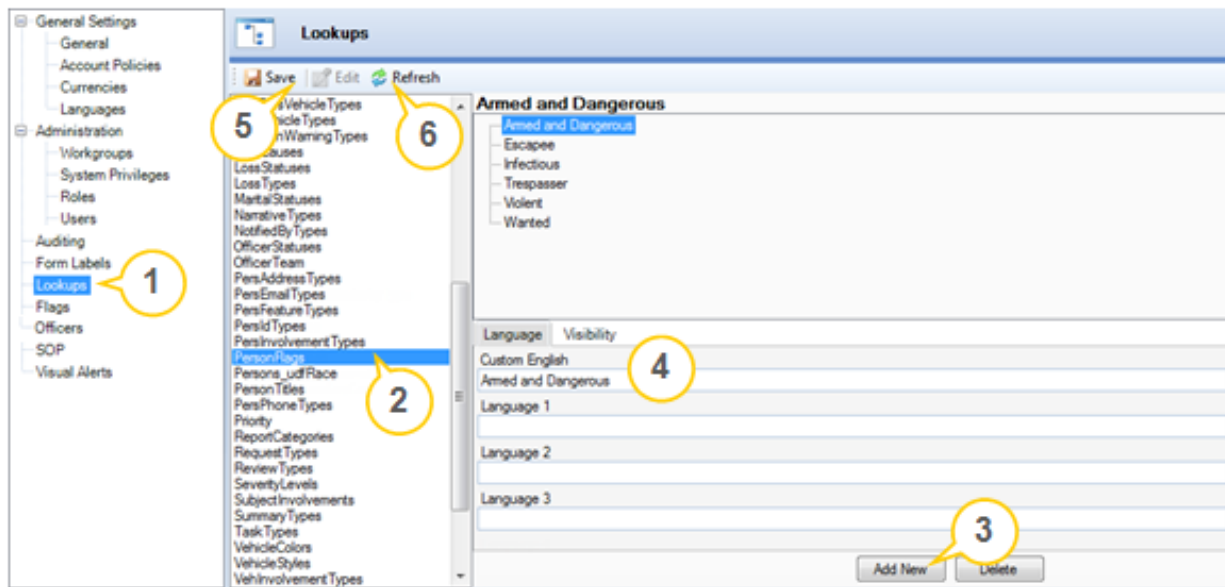 General Settings
General
Account Policies
Currencies
Languages
Administration
Workgroups
System Privileges
Roles
Users
Auditing
Form Labels
Lookups
1
Flags
Officers
SOP
Visual Alerts
Lookups
Save
Edit
Refresh
5
6
VehicleTypes
WarningTypes
LossStatuses
LossTypes
MaritalStatuses
NarrativeTypes
NotifiedByTypes
OfficerStatuses
OfficerTeam
PersAddressTypes
PersEmailTypes
PersFeatureTypes
PersIdTypes
PersInvolvementTypes
PersonFlags
Persons_udfRace
PersonTitles
PersPhoneTypes
Priority
ReportCategories
RequestTypes
ReviewTypes
SeverityLevels
SubjectInvolvements
SummaryTypes
TaskTypes
VehicleColors
VehicleStyles
VehInvolvementTypes
2
Armed and Dangerous
Armed and Dangerous
Escapee
Infectious
Trespasser
Violent
Wanted
Language Visibility
Custom English
4
Armed and Dangerous
Language 1
Language 2
Language 3
3
Add New Delete